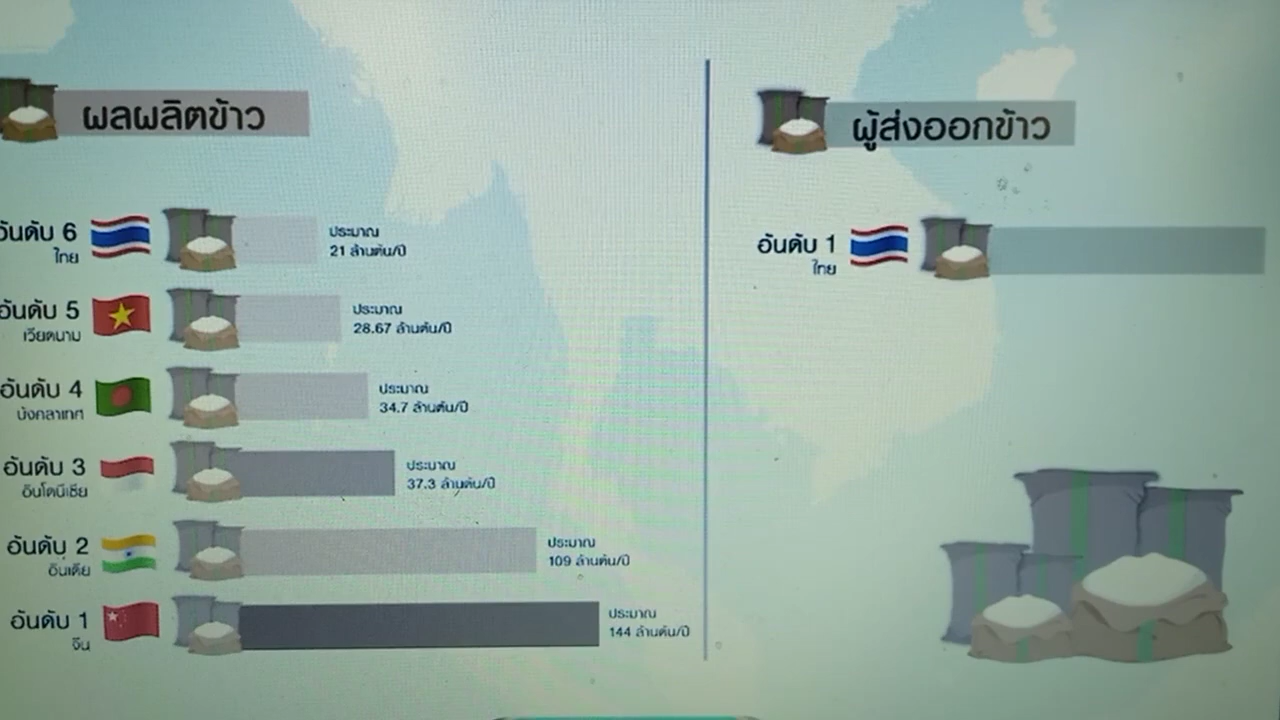 ผลผลิตข้าว
อันดับ 6
ไทย
ประมาณ
21 ล้านตัน/ปี
อันดับ 5
เวียดนาม
ประมาณ
28.67 ล้านตัน/ปี
อันดับ 4
บังคลาเทศ
ประมาณ
34.7 ล้านตัน/ปี
อันดับ 3
อินโดนีเซีย
ประมาณ
37.3 ล้านตัน/ปี
อันดับ 2
อินเดีย
ประมาณ
109 ล้านตัน/ปี
อันดับ 1
จีน
ประมาณ
144 ล้านตัน/ปี
ผู้ส่งออกข้าว
อันดับ 1
ไทย